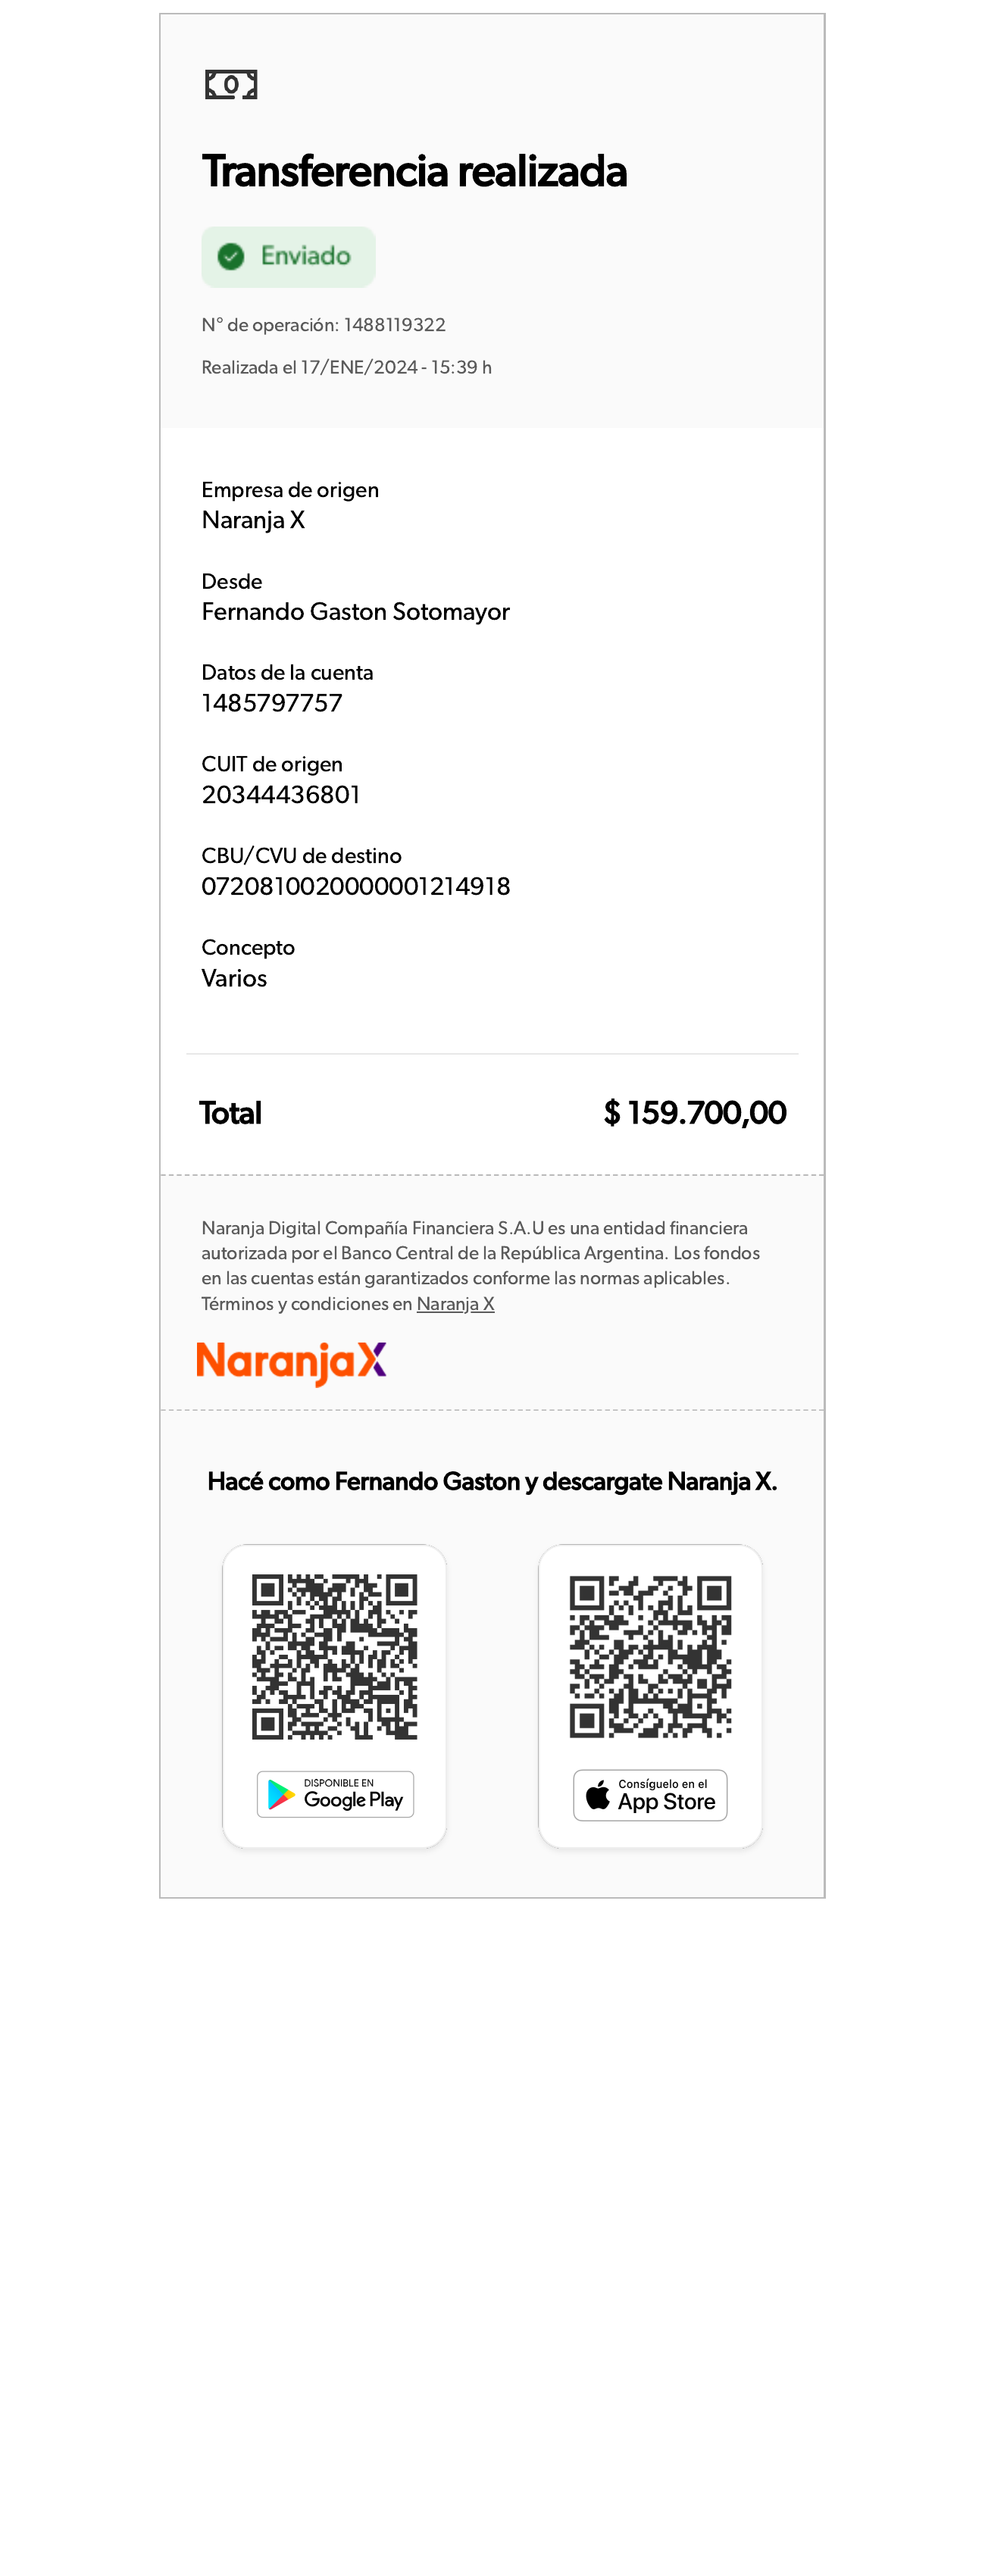 Transferencia realizada
Enviado
N° de operación: 1488119322
Realizada el 17/ENE/2024 - 15:39 h
Empresa de origen
Naranja X
Desde
Fernando Gaston Sotomayor
Datos de la cuenta
1485797757
CUIT de origen
20344436801
CBU/CVU de destino
0720810020000001214918
Concepto
Varios
Total $ 159.700,00
Naranja Digital Compañía Financiera S.A.U es una entidad financiera
autorizada por el Banco Central de la República Argentina. Los fondos
en las cuentas están garantizados conforme las normas aplicables.
Términos y condiciones en Naranja X
NaranjaX
Hacé como Fernando Gaston y descargate Naranja X.
DISPONIBLE EN
Google Play
Consíguelo en el
App Store